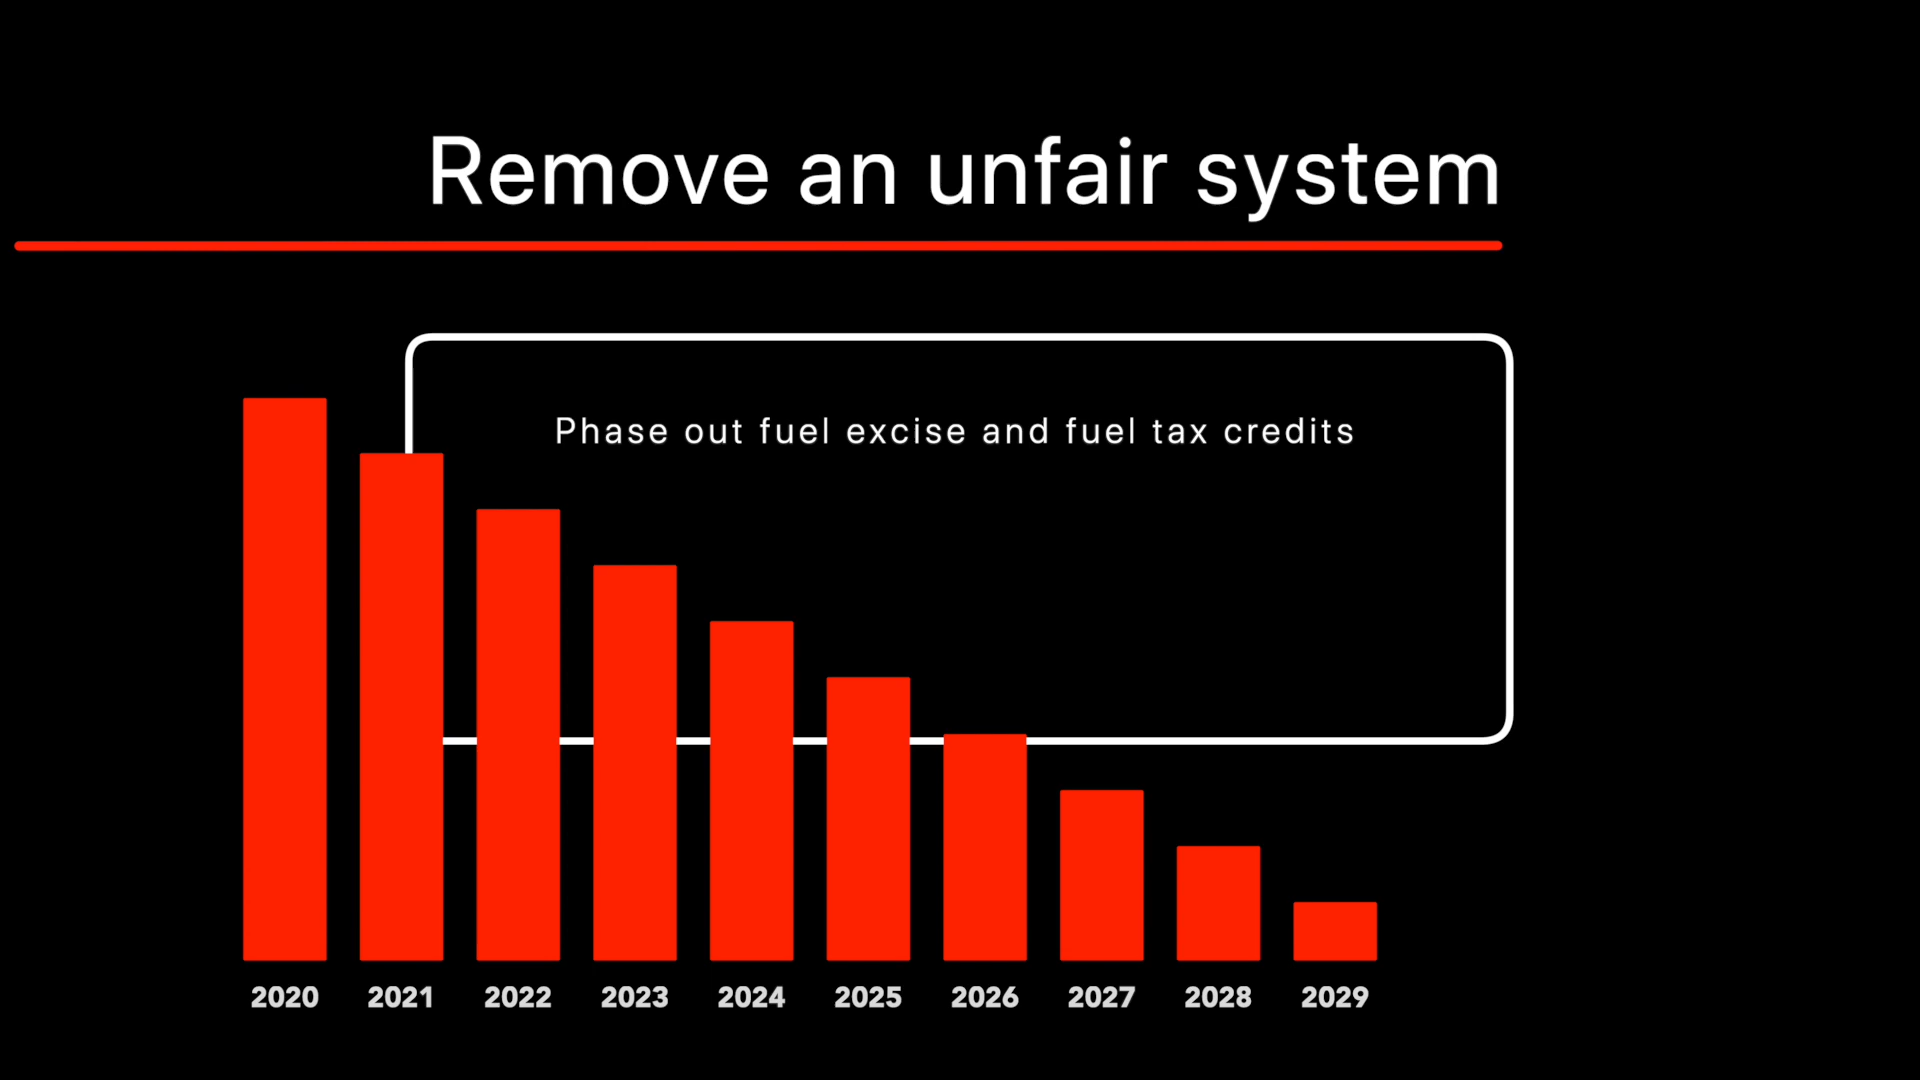 Remove an unfair system
Phase out fuel excise and fuel tax credits
2020 2021 2022 2023 2024 2025 2026 2027 2028 2029